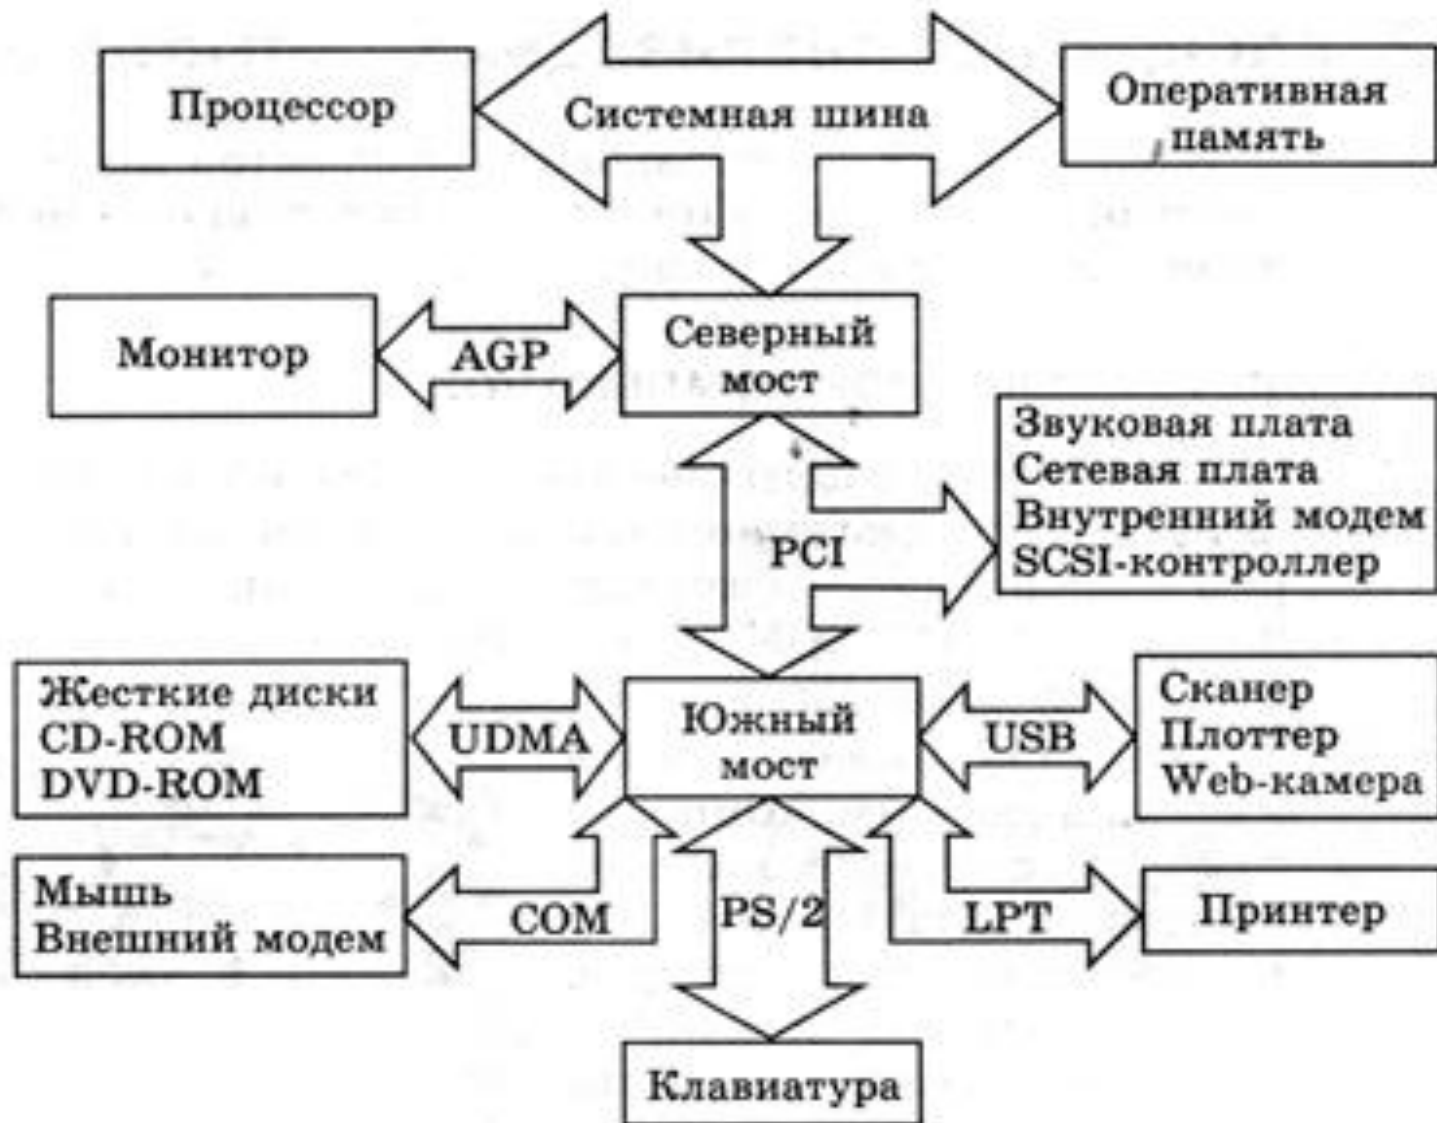 Процессор
Системная шина
Оперативная
память
Монитор
AGP
Северный
мост
Звуковая плата
Сетевая плата
Внутренний модем
SCSI-контроллер
PCI
Жесткие диски
CD-ROM
DVD-ROM
UDMA
Южный
мост
USB
Сканер
Плоттер
Web-камера
Мышь
Внешний модем
COM
PS/2
LPT
Принтер
Клавиатура